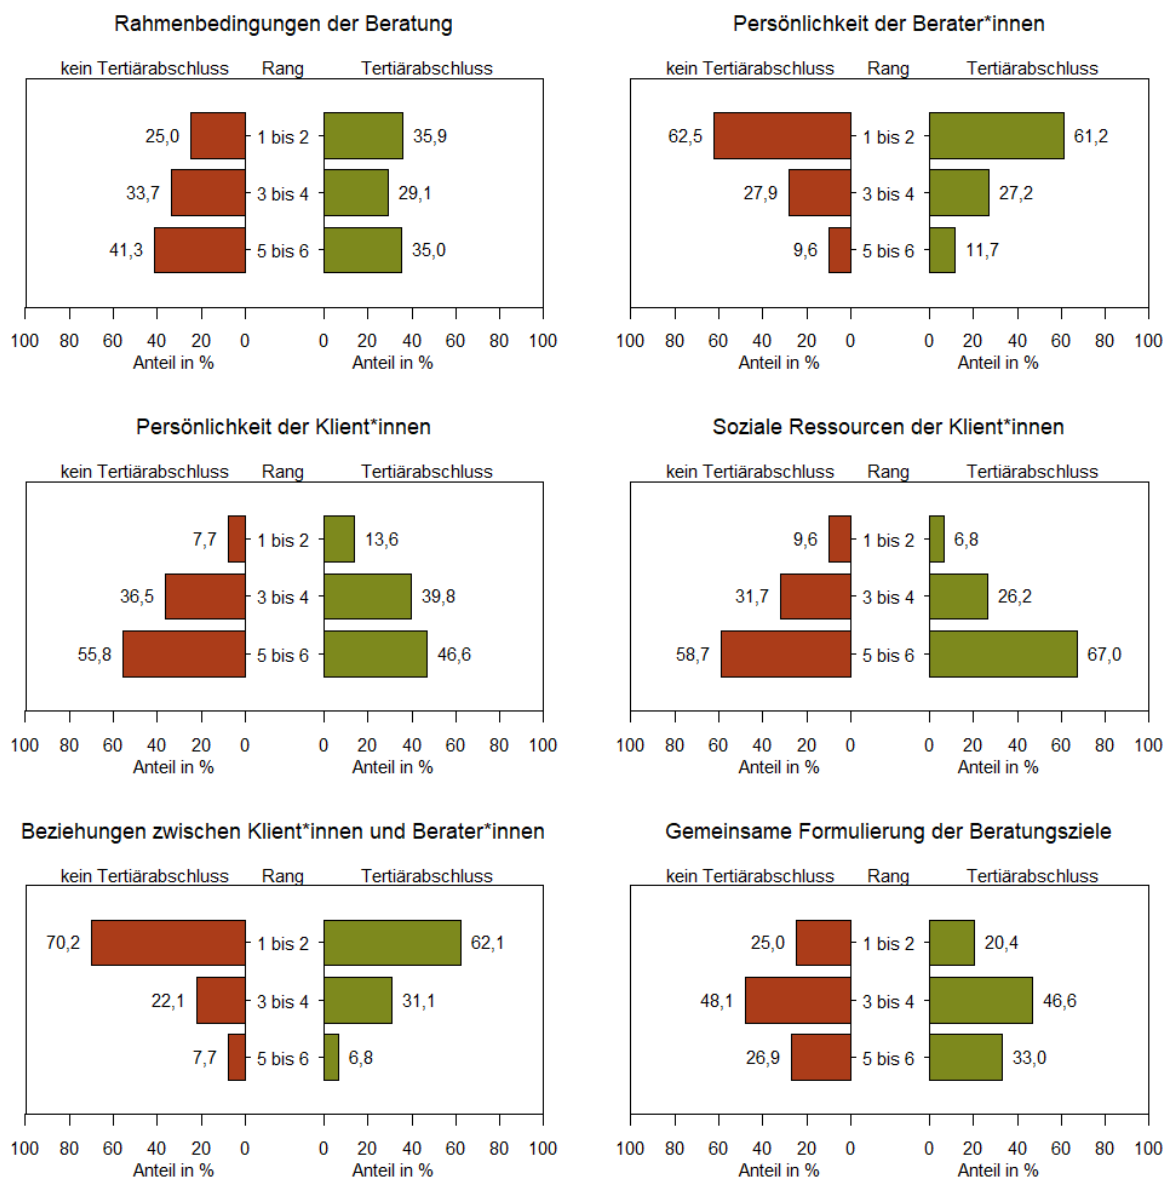 Rahmenbedingungen der Beratung
kein Tertiärabschluss Rang Tertiärabschluss
25,0 1 bis 2 35,9
33,7 3 bis 4 29,1
41,3 5 bis 6 35,0
100 80 60 40 20 0 0 20 40 60 80 100
Anteil in % Anteil in %
Persönlichkeit der Berater*innen
kein Tertiärabschluss Rang Tertiärabschluss
62,5 1 bis 2 61,2
27,9 3 bis 4 27,2
9,6 5 bis 6 11,7
100 80 60 40 20 0 0 20 40 60 80 100
Anteil in % Anteil in %
Persönlichkeit der Klient*innen
kein Tertiärabschluss Rang Tertiärabschluss
7,7 1 bis 2 13,6
36,5 3 bis 4 39,8
55,8 5 bis 6 46,6
100 80 60 40 20 0 0 20 40 60 80 100
Anteil in % Anteil in %
Soziale Ressourcen der Klient*innen
kein Tertiärabschluss Rang Tertiärabschluss
9,6 1 bis 2 6,8
31,7 3 bis 4 26,2
58,7 5 bis 6 67,0
100 80 60 40 20 0 0 20 40 60 80 100
Anteil in % Anteil in %
Beziehungen zwischen Klient*innen und Berater*innen
kein Tertiärabschluss Rang Tertiärabschluss
70,2 1 bis 2 62,1
22,1 3 bis 4 31,1
7,7 5 bis 6 6,8
100 80 60 40 20 0 0 20 40 60 80 100
Anteil in % Anteil in %
Gemeinsame Formulierung der Beratungsziele
kein Tertiärabschluss Rang Tertiärabschluss
25,0 1 bis 2 20,4
48,1 3 bis 4 46,6
26,9 5 bis 6 33,0
100 80 60 40 20 0 0 20 40 60 80 100
Anteil in % Anteil in %